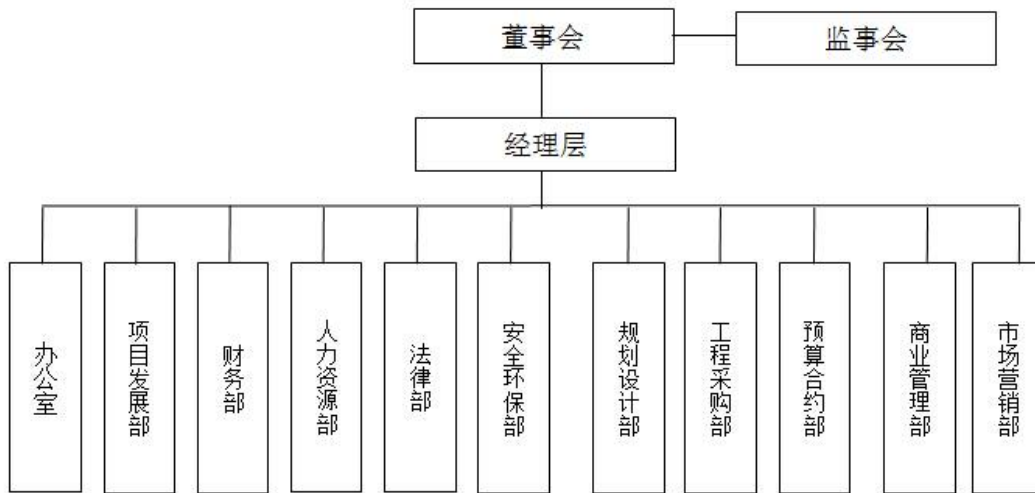 董事会
监事会
经理层
办公室
项目发展部
财务部
人力资源部
法律部
安全环保部
规划设计部
工程采购部
预算合约部
商业管理部
市场营销部